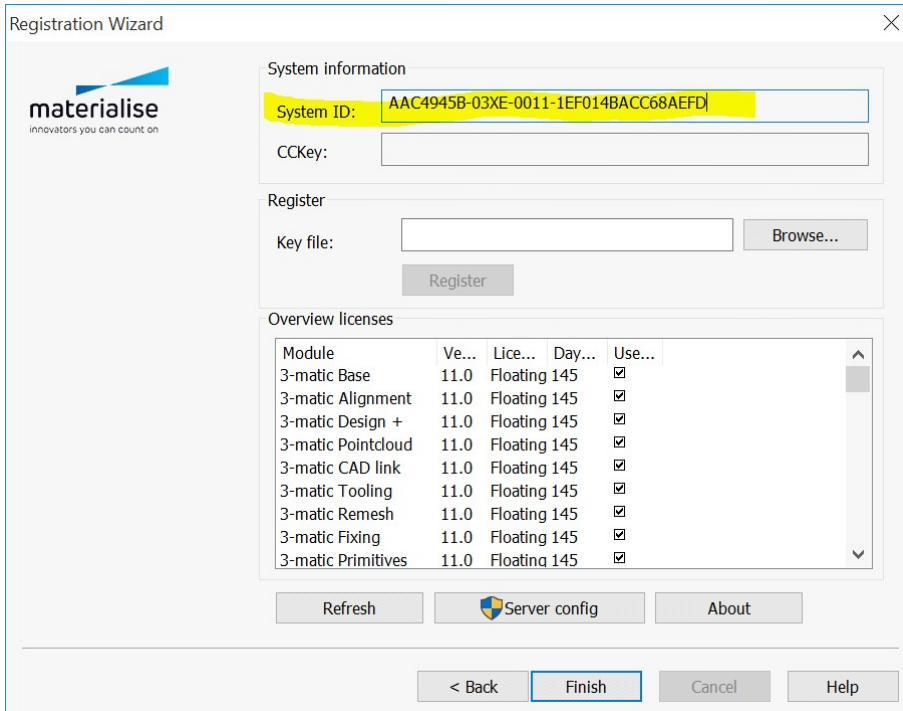 Registration Wizard
materialise
innovators you can count on
System information
System ID: AAC4945B-03XE-0011-1EF014BACC68AEFD
CCKey:
Register
Key file: Browse...
Register
Overview licenses
Module Ve... Lice... Day... Use...
3-matic Base 11.0 Floating 145
3-matic Alignment 11.0 Floating 145
3-matic Design + 11.0 Floating 145
3-matic Pointcloud 11.0 Floating 145
3-matic CAD link 11.0 Floating 145
3-matic Tooling 11.0 Floating 145
3-matic Remesh 11.0 Floating 145
3-matic Fixing 11.0 Floating 145
3-matic Primitives 11.0 Floating 145
Refresh Server config About
< Back Finish Cancel Help